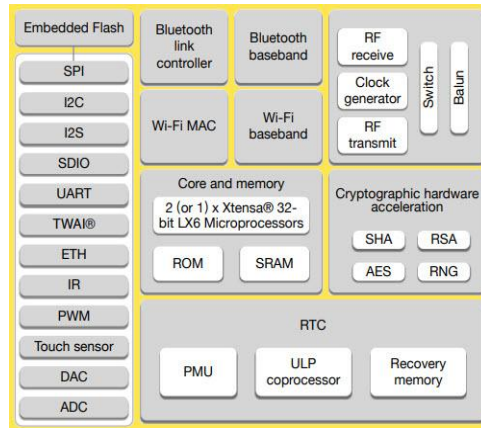 Embedded Flash
SPI
I2C
I2S
SDIO
UART
TWAI®
ETH
IR
PWM
Touch sensor
DAC
ADC
Bluetooth
link
controller
Bluetooth
baseband
Wi-Fi MAC
Wi-Fi
baseband
RF
receive
Clock
generator
RF
transmit
Switch
Balun
Core and memory
2 (or 1) x Xtensa® 32-
bit LX6 Microprocessors
ROM
SRAM
Cryptographic hardware
acceleration
SHA
RSA
AES
RNG
RTC
PMU
ULP
coprocessor
Recovery
memory